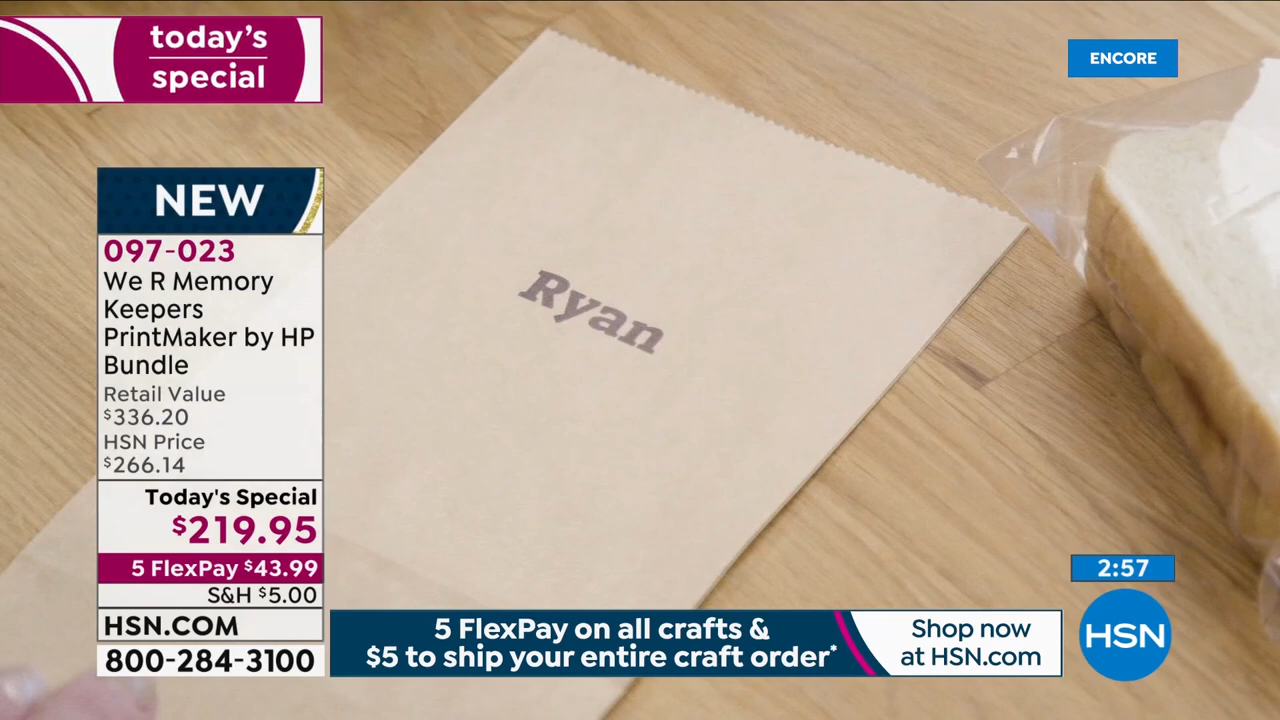 today's
special
ENCORE
NEW
097-023
We R Memory
Keepers
PrintMaker by HP
Bundle
Retail Value
$336.20
HSN Price
$266.14
Today's Special
$219.95
5 FlexPay $43.99
S&H $5.00
HSN.COM
800-284-3100
Ryan
5 FlexPay on all crafts &
$5 to ship your entire craft order*
Shop now
at HSN.com
2:57
HSN